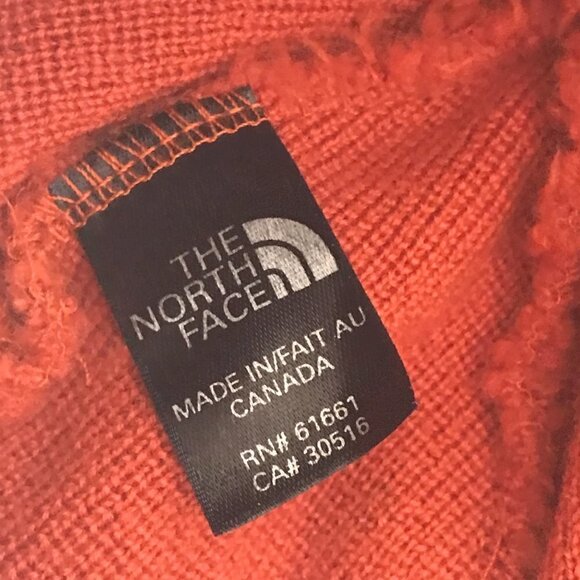 THE
NORTH
FACE
MADE IN/FAIT AU
CANADA
RN# 61661
CA# 30516